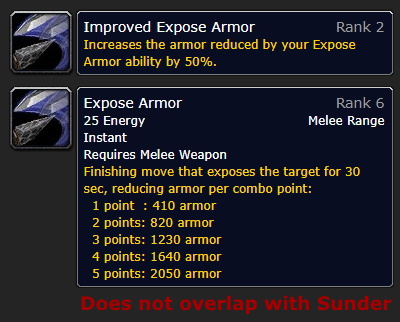 Improved Expose Armor Rank 2
Increases the armor reduced by your Expose
Armor ability by 50%.
Expose Armor Rank 6
25 Energy Melee Range
Instant
Requires Melee Weapon
Finishing move that exposes the target for 30
sec, reducing armor per combo point:
1 point : 410 armor
2 points: 820 armor
3 points: 1230 armor
4 points: 1640 armor
5 points: 2050 armor
Does not overlap with Sunder